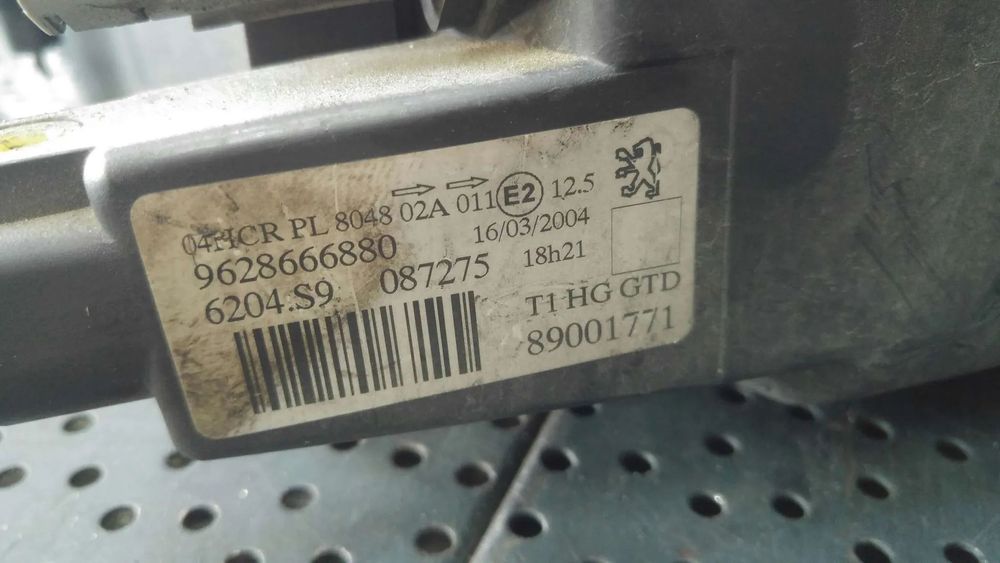 04HCR PL 8048 02A 011 E2 12.5
9628666880 16/03/2004
6204.S9 087275 18h21
T1 HG GTD
89001771